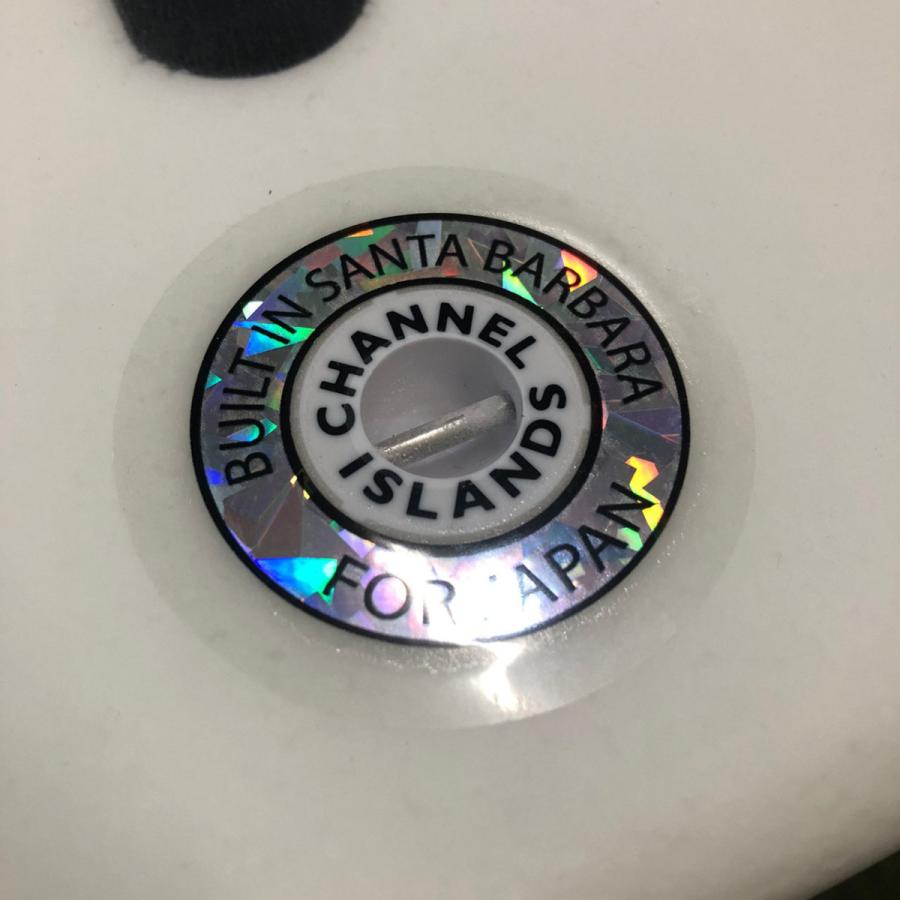 BUILT IN SANTA BARBARA
FOR JAPAN
CHANNEL
ISLANDS